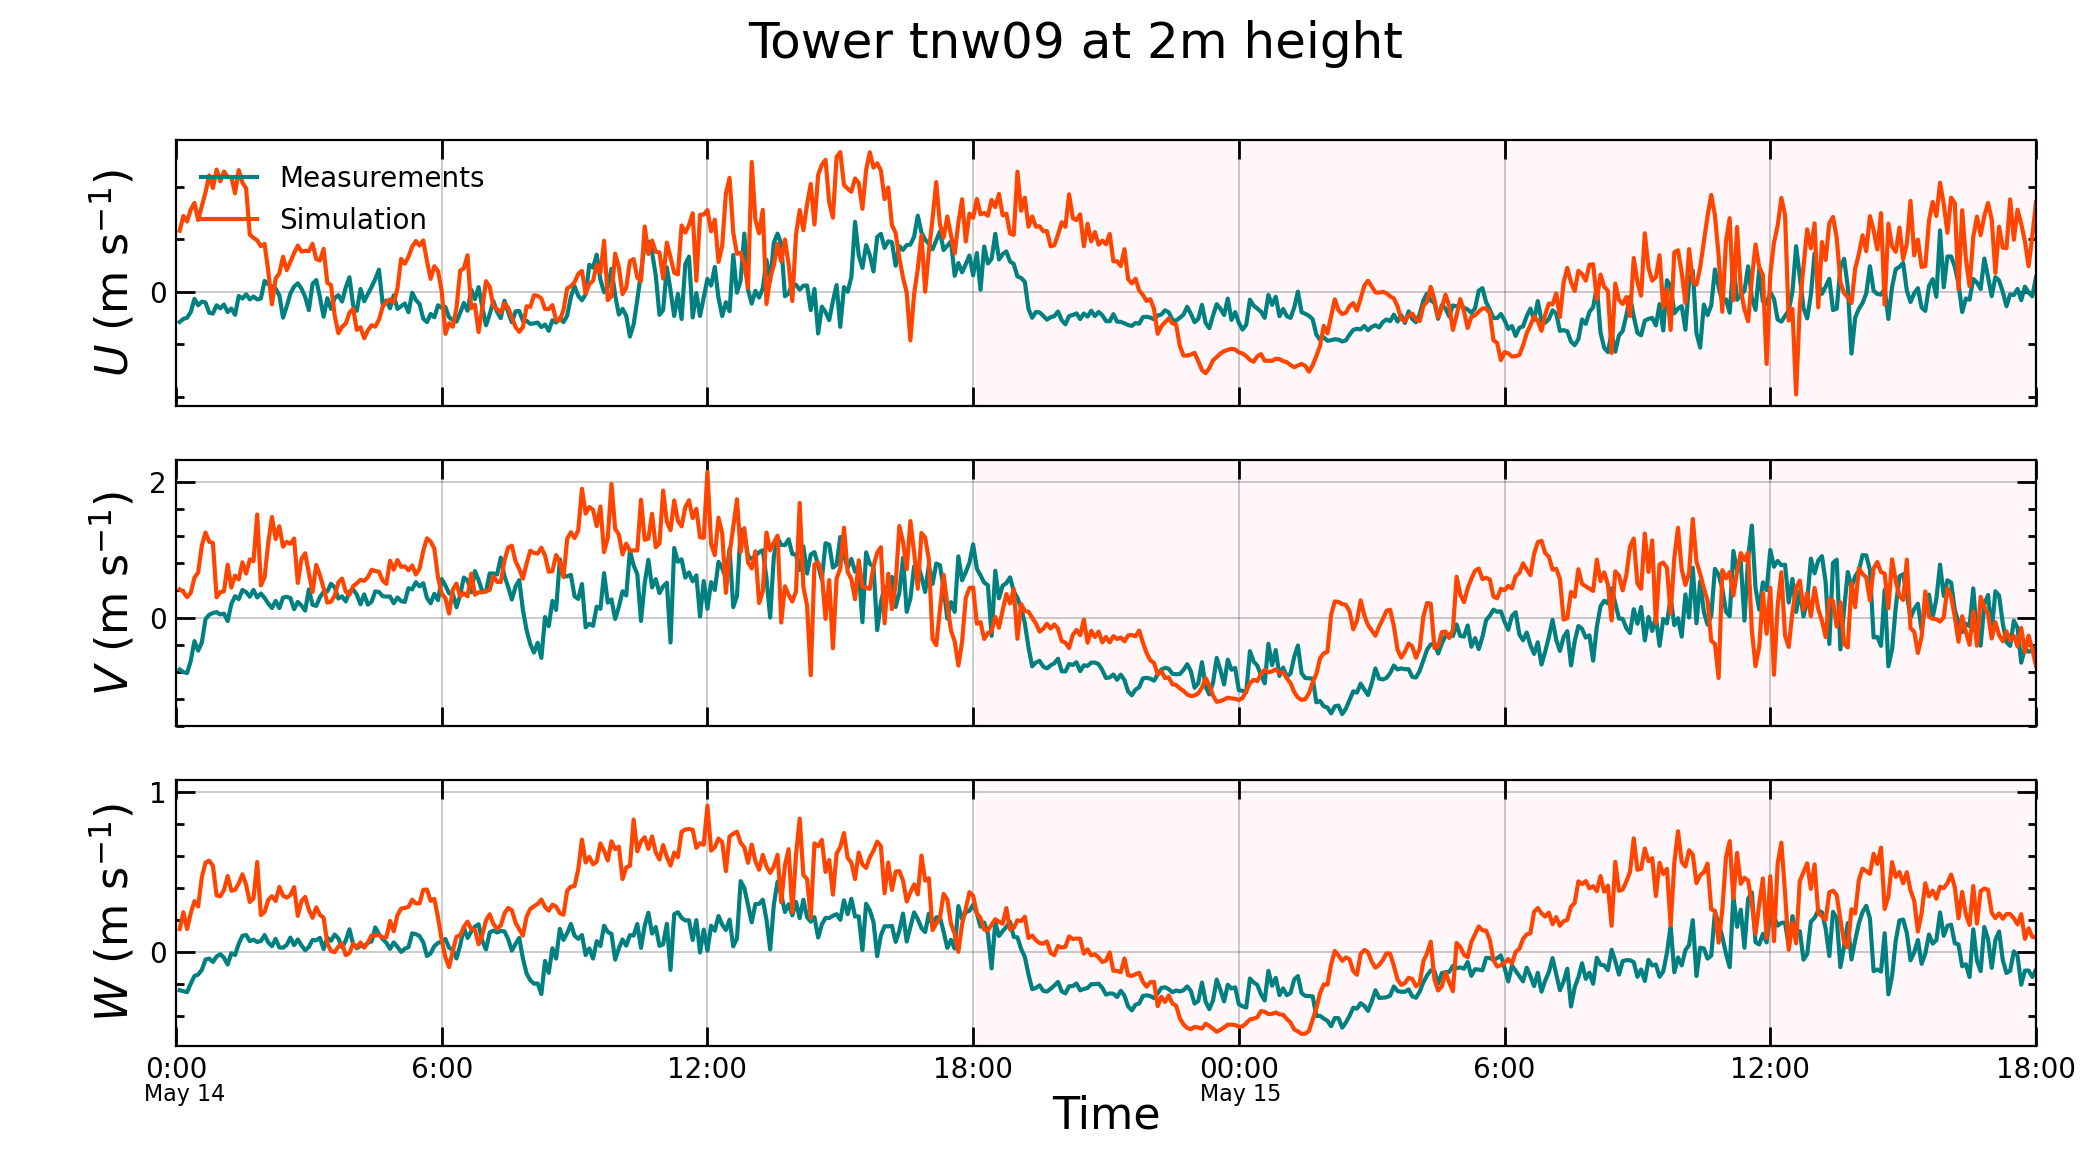 Tower tnw09 at 2m height
Measurements
Simulation
U (m s⁻¹)
0
V (m s⁻¹)
2
0
W (m s⁻¹)
1
0
0:00 6:00 12:00 18:00 00:00 6:00 12:00 18:00
May 14 May 15
Time